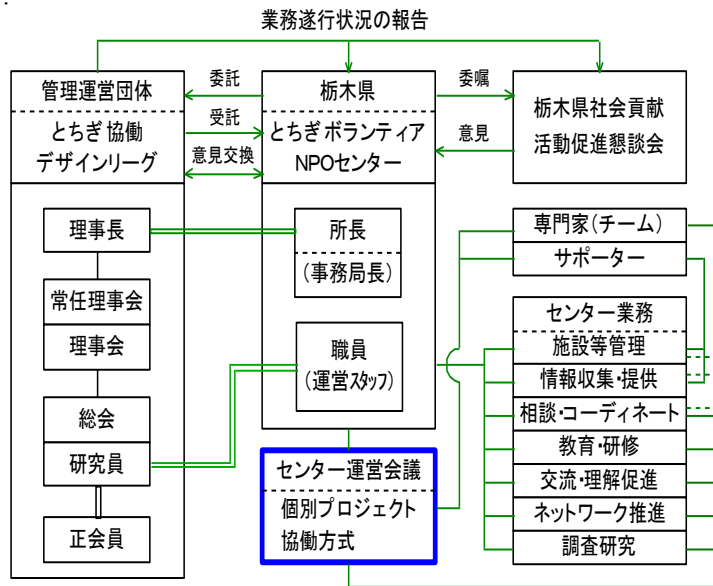 業務遂行状況の報告
管理運営団体
とちぎ協働
デザインリーグ
委託
受託
意見交換
栃木県
とちぎボランティア
NPOセンター
委嘱
意見
栃木県社会貢献
活動促進懇談会
理事長
常任理事会
理事会
総会
研究員
正会員
所長
(事務局長)
職員
(運営スタッフ)
センター運営会議
個別プロジェクト
協働方式
専門家(チーム)
サポーター
センター業務
施設等管理
情報収集・提供
相談・コーディネート
教育・研修
交流・理解促進
ネットワーク推進
調査研究